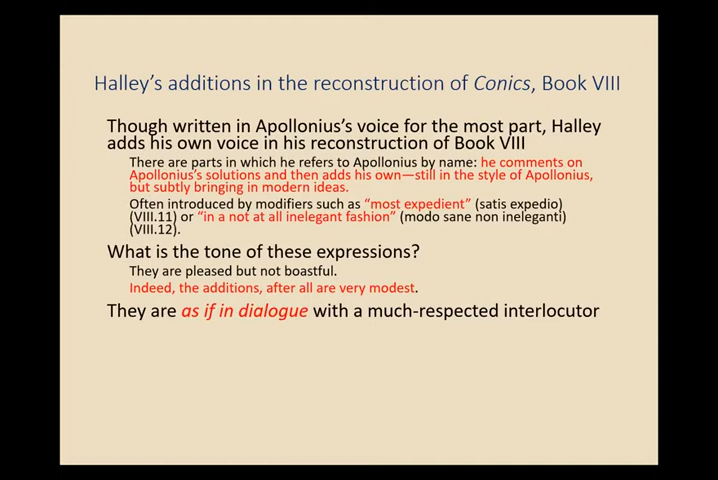 Halley's additions in the reconstruction of Conics, Book VIII
Though written in Apollonius's voice for the most part, Halley
adds his own voice in his reconstruction of Book VIII
There are parts in which he refers to Apollonius by name: he comments on
Apollonius's solutions and then adds his own—still in the style of Apollonius,
but subtly bringing in modern ideas.
Often introduced by modifiers such as "most expedient" (satis expedio)
(VIII.11) or "in a not at all inelegant fashion" (modo sane non ineleganti)
(VIII.12).
What is the tone of these expressions?
They are pleased but not boastful.
Indeed, the additions, after all are very modest.
They are as if in dialogue with a much-respected interlocutor